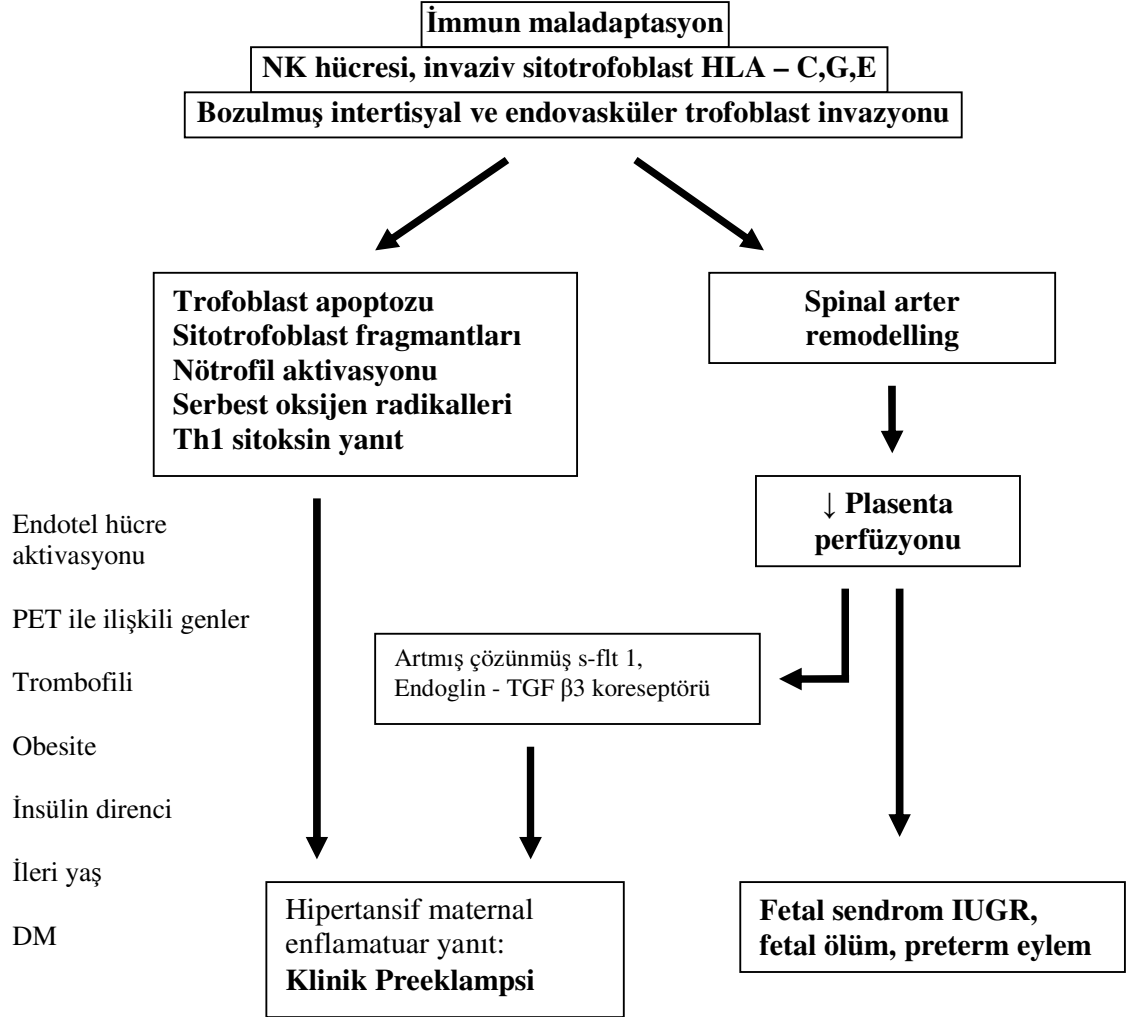 İmmun maladaptasyon
NK hücresi, invaziv sitotrofoblast HLA – C,G,E
Bozulmuş intertisyal ve endovasküler trofoblast invazyonu
Trofoblast apoptozu
Sitotrofoblast fragmantları
Nötrofil aktivasyonu
Serbest oksijen radikalleri
Th1 sitoksin yanıt
Spinal arter
remodelling
↓ Plasenta
perfüzyonu
Endotel hücre
aktivasyonu
PET ile ilişkili genler
Trombofili
Obesite
İnsülin direnci
İleri yaş
DM
Artmış çözünmüş s-flt 1,
Endoglin - TGF β3 koreseptörü
Hipertansif maternal
enflamatuar yanıt:
Klinik Preeklampsi
Fetal sendrom IUGR,
fetal ölüm, preterm eylem